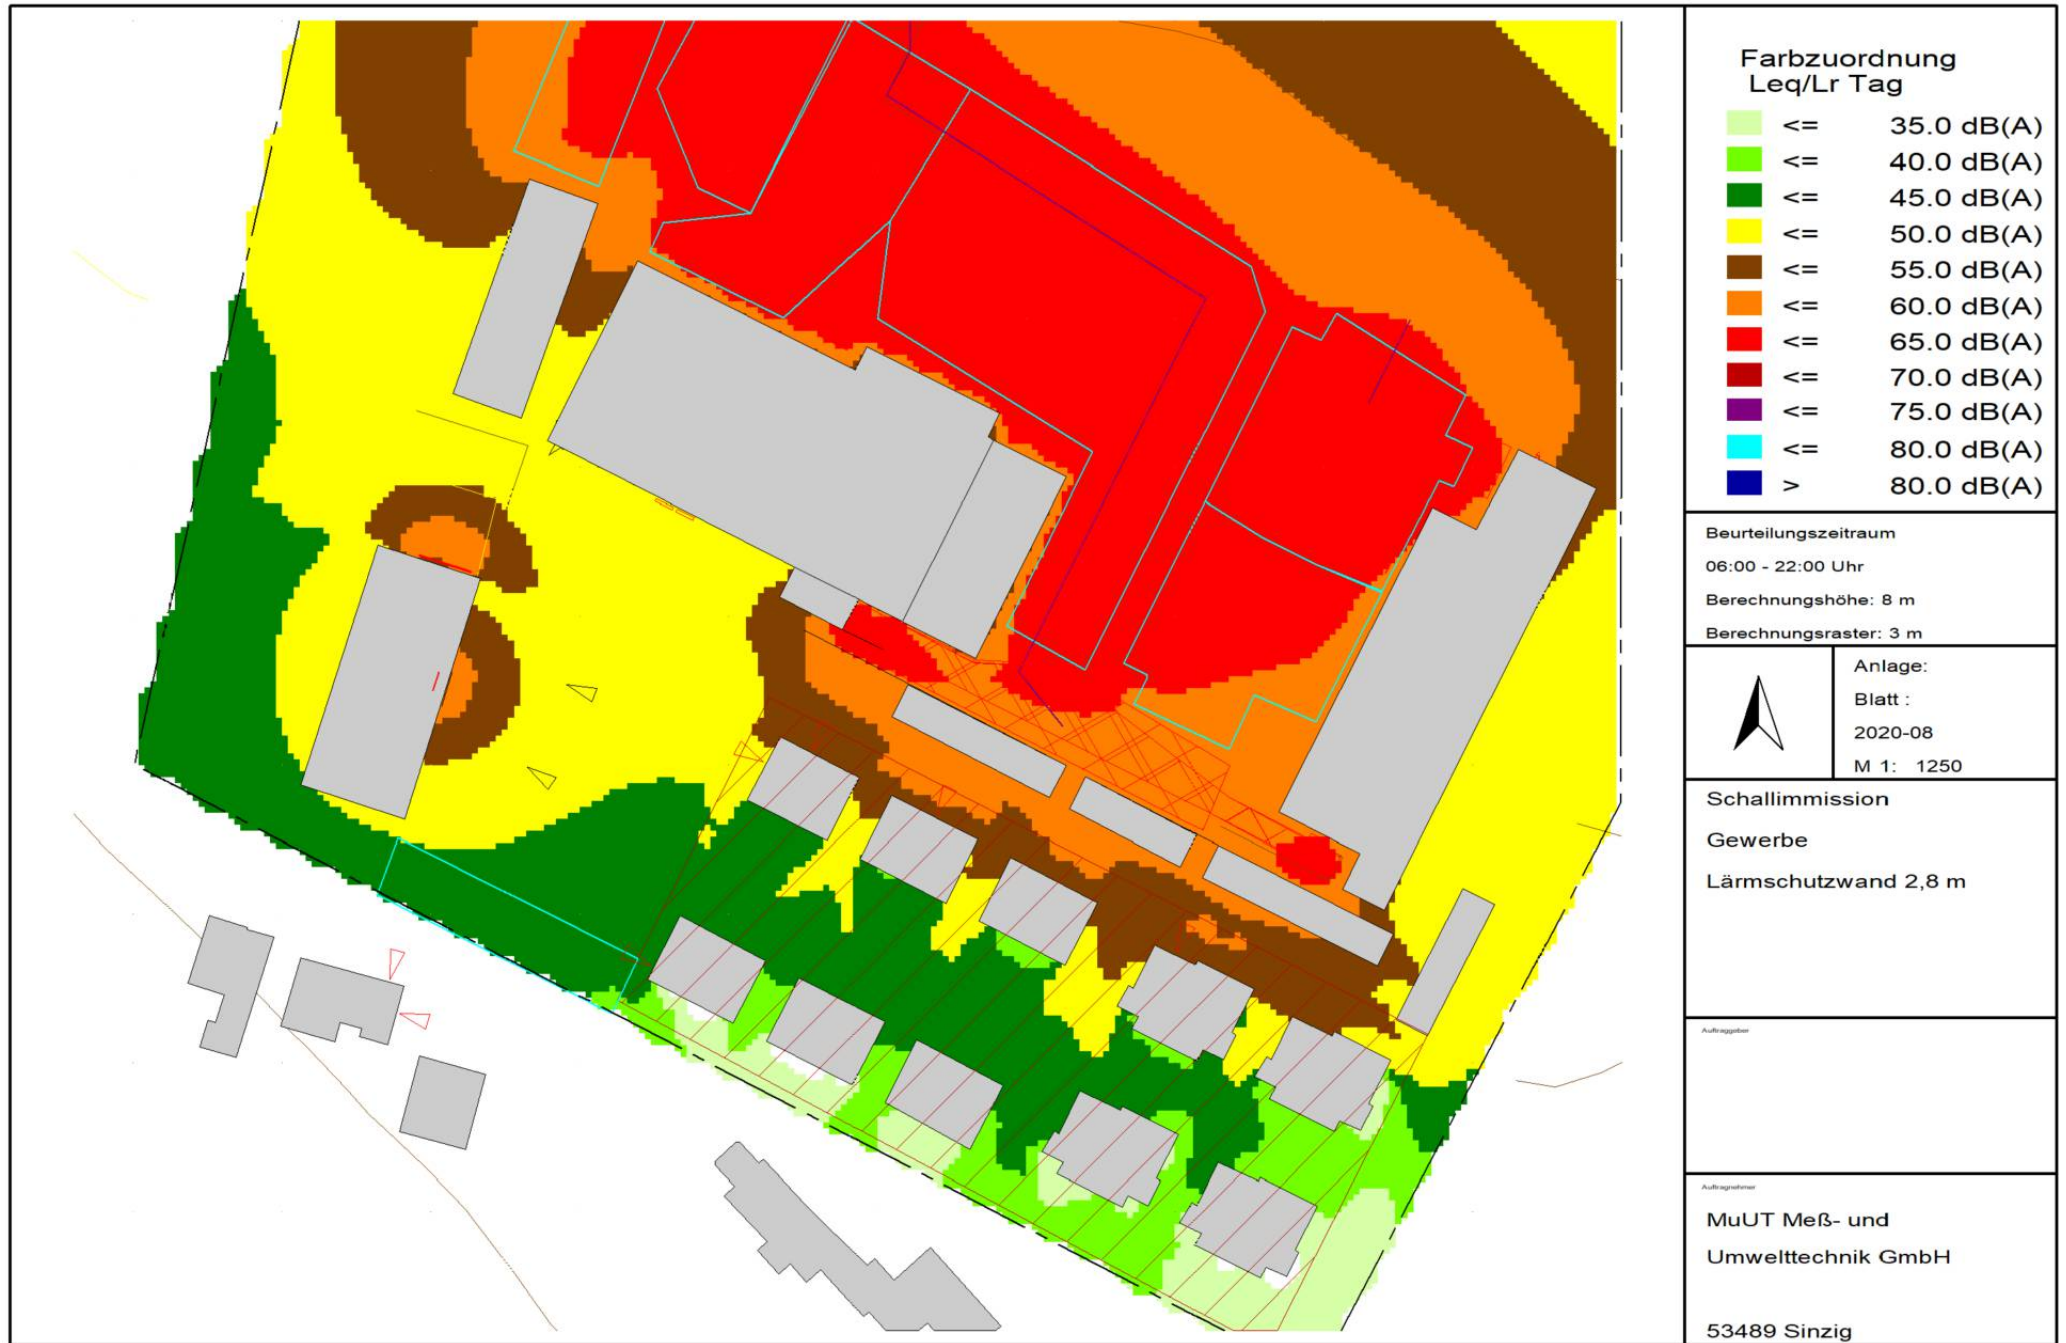 Farbzuordnung
Leq/Lr Tag
<= 35.0 dB(A)
<= 40.0 dB(A)
<= 45.0 dB(A)
<= 50.0 dB(A)
<= 55.0 dB(A)
<= 60.0 dB(A)
<= 65.0 dB(A)
<= 70.0 dB(A)
<= 75.0 dB(A)
<= 80.0 dB(A)
> 80.0 dB(A)
Beurteilungszeitraum
06:00 - 22:00 Uhr
Berechnungshöhe: 8 m
Berechnungsraster: 3 m
Anlage:
Blatt :
2020-08
M 1: 1250
Schallimmission
Gewerbe
Lärmschutzwand 2,8 m
Auftraggeber
Auftragnehmer
MuUT Meß- und
Umwelttechnik GmbH
53489 Sinzig